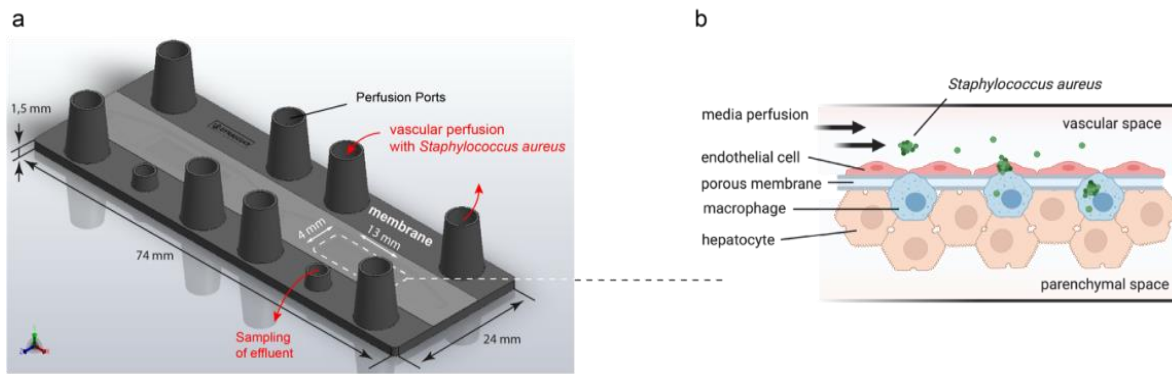 a
1,5 mm
Perfusion Ports
vascular perfusion
with Staphylococcus aureus
membrane
4 mm
13 mm
74 mm
24 mm
Sampling
of effluent
b
Staphylococcus aureus
media perfusion
vascular space
endothelial cell
porous membrane
macrophage
hepatocyte
parenchymal space